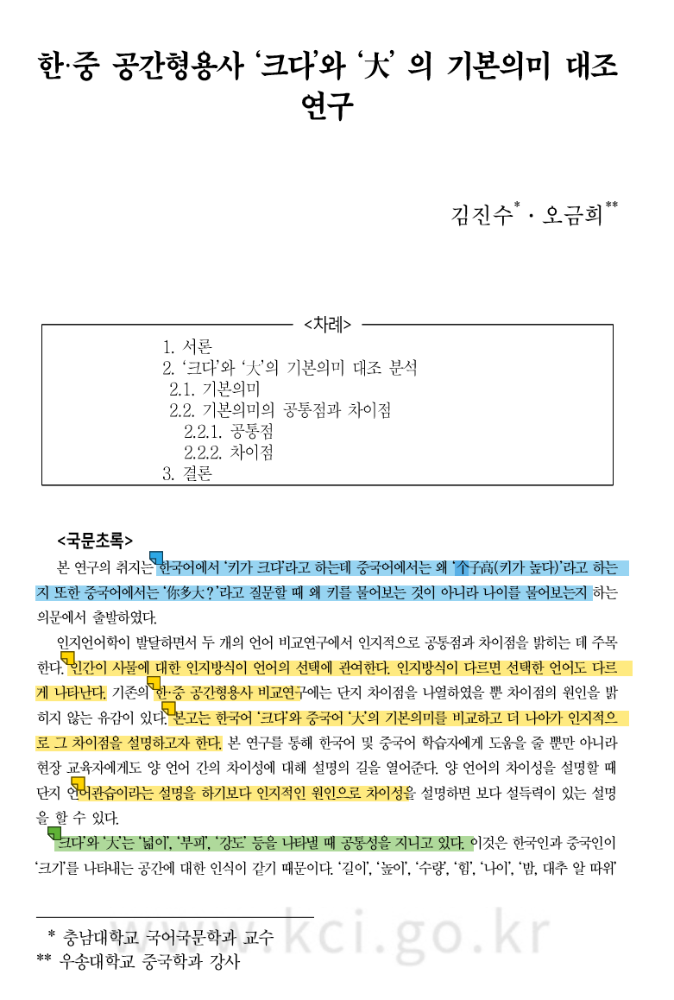 한·중 공간형용사 ‘크다’와 ‘大’ 의 기본의미 대조
연구
김진수*·오금희**
<차례>
1. 서론
2. ‘크다’와 ‘大’의 기본의미 대조 분석
2.1. 기본의미
2.2. 기본의미의 공통점과 차이점
2.2.1. 공통점
2.2.2. 차이점
3. 결론
<국문초록>
본 연구의 취지는 한국어에서 ‘키가 크다’라고 하는데 중국어에서는 왜 ‘个子高(키가 높다)’라고 하는
지 또한 중국어에서는 ‘你多大？’라고 질문할 때 왜 키를 물어보는 것이 아니라 나이를 물어보는지 하는
의문에서 출발하였다.
인지언어학이 발달하면서 두 개의 언어 비교연구에서 인지적으로 공통점과 차이점을 밝히는 데 주목
한다. 인간이 사물에 대한 인지방식이 언어의 선택에 관여한다. 인지방식이 다르면 선택한 언어도 다르
게 나타난다. 기존의 한·중 공간형용사 비교연구에는 단지 차이점을 나열하였을 뿐 차이점의 원인을 밝
히지 않는 유감이 있다. 본고는 한국어 ‘크다’와 중국어 ‘大’의 기본의미를 비교하고 더 나아가 인지적으
로 그 차이점을 설명하고자 한다. 본 연구를 통해 한국어 및 중국어 학습자에게 도움을 줄 뿐만 아니라
현장 교육자에게도 양 언어 간의 차이성에 대해 설명의 길을 열어준다. 양 언어의 차이성을 설명할 때
단지 언어관습이라는 설명을 하기보다 인지적인 원인으로 차이성을 설명하면 보다 설득력이 있는 설명
을 할 수 있다.
‘크다’와 ‘大’는 ‘넓이’, ‘부피’, ‘강도’ 등을 나타낼 때 공통성을 지니고 있다. 이것은 한국인과 중국인이
‘크기’를 나타내는 공간에 대한 인식이 같기 때문이다. ‘길이’, ‘높이’, ‘수량’, ‘힘’, ‘나이’, ‘밤, 대추 알 따위’
* 충남대학교 국어국문학과 교수
** 우송대학교 중국학과 강사
www.kci.go.kr